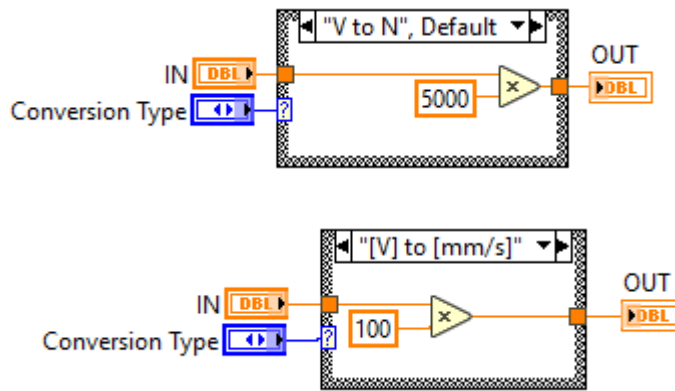 "V to N", Default
OUT
IN
DBL
5000
×
DBL
Conversion Type
?
"[V] to [mm/s]"
OUT
IN
DBL
100
×
DBL
Conversion Type
?